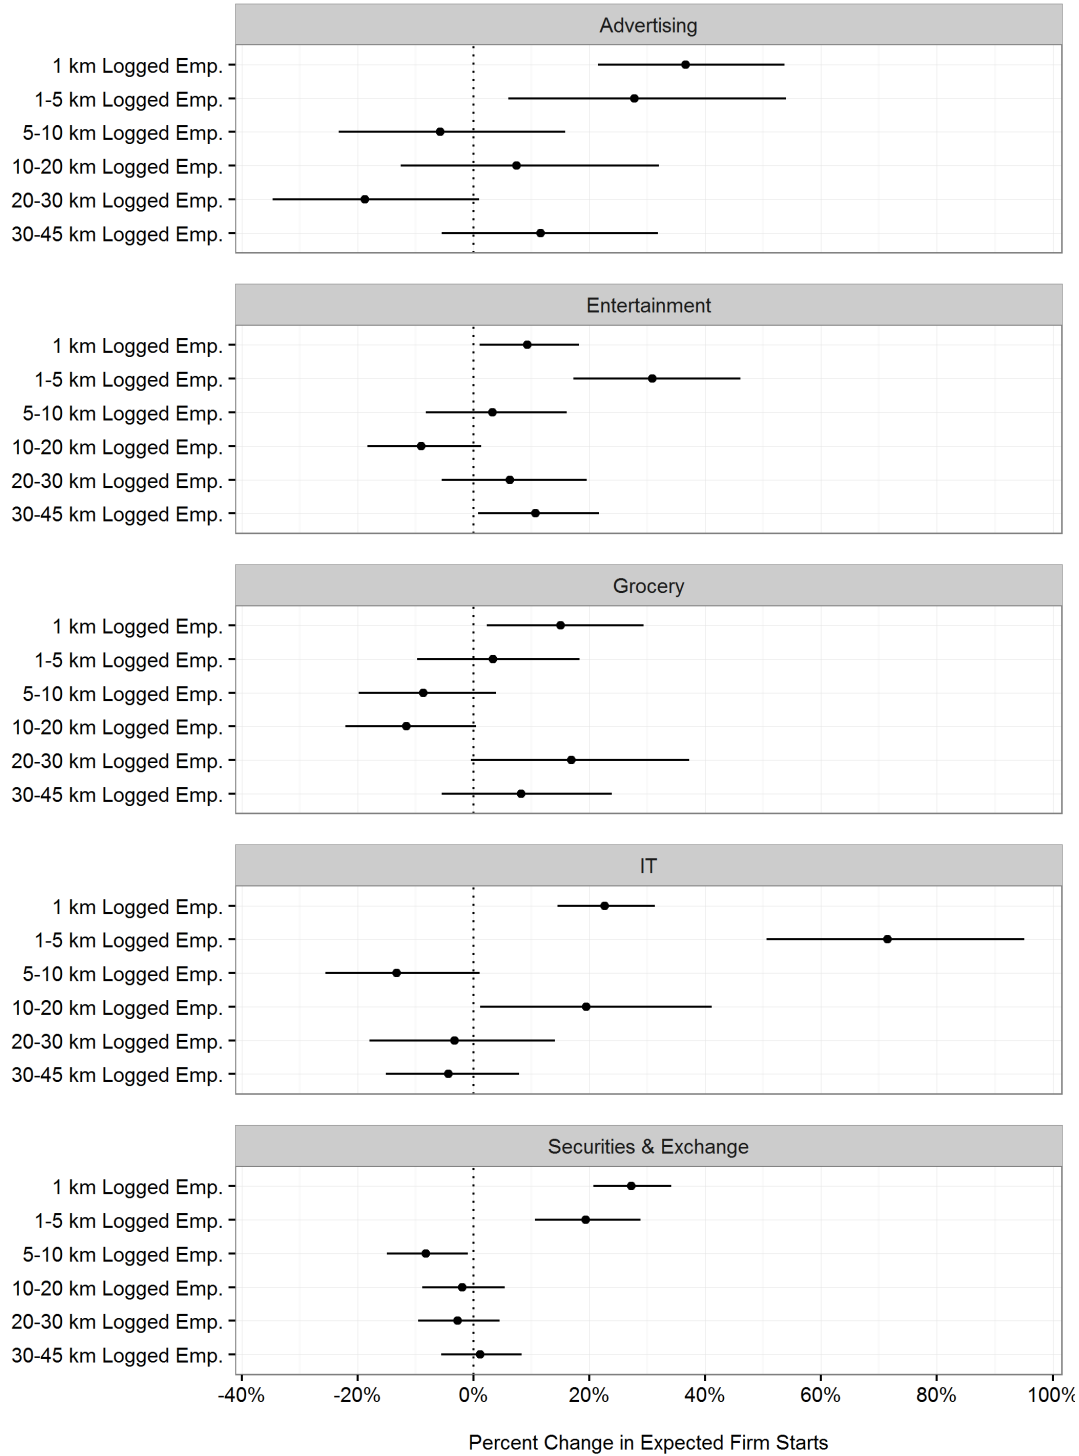 Advertising
1 km Logged Emp.
1-5 km Logged Emp.
5-10 km Logged Emp.
10-20 km Logged Emp.
20-30 km Logged Emp.
30-45 km Logged Emp.
Entertainment
1 km Logged Emp.
1-5 km Logged Emp.
5-10 km Logged Emp.
10-20 km Logged Emp.
20-30 km Logged Emp.
30-45 km Logged Emp.
Grocery
1 km Logged Emp.
1-5 km Logged Emp.
5-10 km Logged Emp.
10-20 km Logged Emp.
20-30 km Logged Emp.
30-45 km Logged Emp.
IT
1 km Logged Emp.
1-5 km Logged Emp.
5-10 km Logged Emp.
10-20 km Logged Emp.
20-30 km Logged Emp.
30-45 km Logged Emp.
Securities & Exchange
1 km Logged Emp.
1-5 km Logged Emp.
5-10 km Logged Emp.
10-20 km Logged Emp.
20-30 km Logged Emp.
30-45 km Logged Emp.
-40% -20% 0% 20% 40% 60% 80% 100%
Percent Change in Expected Firm Starts